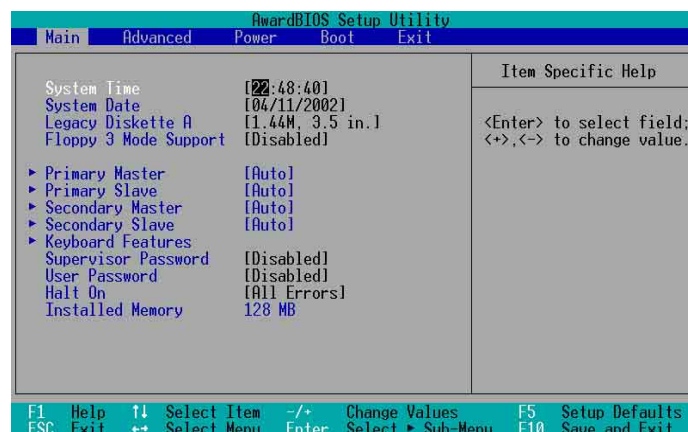 AwardBIOS Setup Utility
Main Advanced Power Boot Exit
Item Specific Help
System Time [22:48:40]
System Date [04/11/2002]
Legacy Diskette A [1.44M, 3.5 in.]
Floppy 3 Mode Support [Disabled]
<Enter> to select field;
<+>,<-> to change value.
Primary Master [Auto]
Primary Slave [Auto]
Secondary Master [Auto]
Secondary Slave [Auto]
Keyboard Features
Supervisor Password [Disabled]
User Password [Disabled]
Halt On [All Errors]
Installed Memory 128 MB
F1 Help ↑↓ Select Item -/+ Change Values F5 Setup Defaults
ESC Exit ←→ Select Menu Enter Select ► Sub-Menu F10 Save and Exit